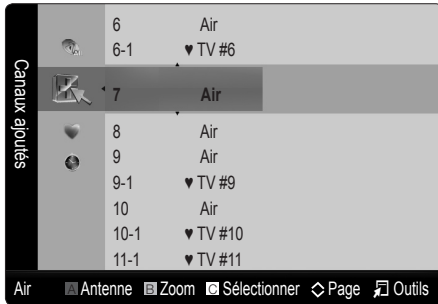 Canaux ajoutés
6 Air
6-1 ♥ TV #6
7 Air
8 Air
9 Air
9-1 ♥ TV #9
10 Air
10-1 ♥ TV #10
11-1 ♥ TV #11
Air A Antenne B Zoom C Sélectionner Page Outils